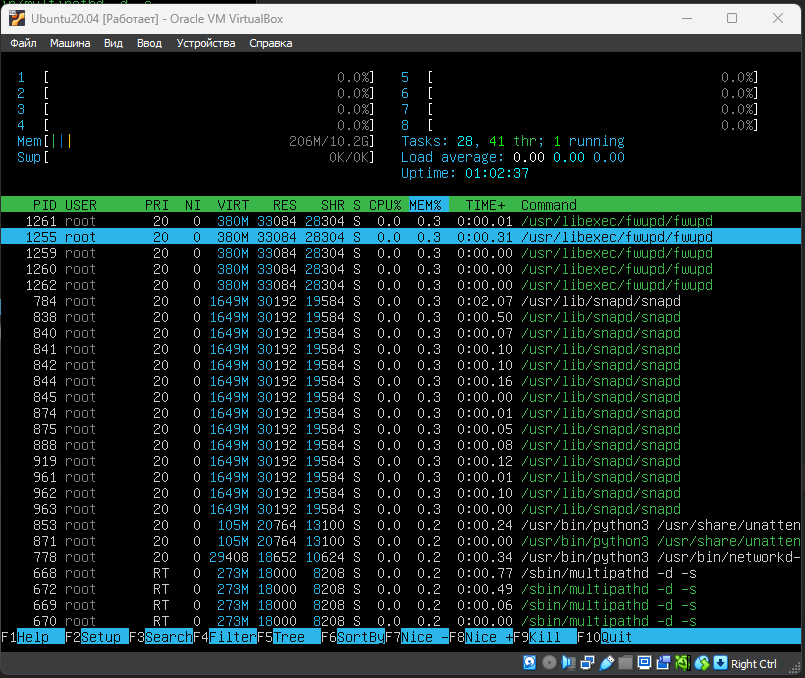 in/multipathd -d -s
Ubuntu20.04 [Работает] - Oracle VM VirtualBox
Файл Машина Вид Ввод Устройства Справка
1 [ 0.0%] 5 [ 0.0%]
2 [ 0.0%] 6 [ 0.0%]
3 [ 0.0%] 7 [ 0.0%]
4 [ 0.0%] 8 [ 0.0%]
Mem[||| 206M/10.2G] Tasks: 28, 41 thr; 1 running
Swp[ 0K/0K] Load average: 0.00 0.00 0.00
Uptime: 01:02:37
PID USER PRI NI VIRT RES SHR S CPU% MEM% TIME+ Command
1261 root 20 0 380M 33084 28304 S 0.0 0.3 0:00.01 /usr/libexec/fwupd/fwupd
1255 root 20 0 380M 33084 28304 S 0.0 0.3 0:00.31 /usr/libexec/fwupd/fwupd
1259 root 20 0 380M 33084 28304 S 0.0 0.3 0:00.00 /usr/libexec/fwupd/fwupd
1260 root 20 0 380M 33084 28304 S 0.0 0.3 0:00.00 /usr/libexec/fwupd/fwupd
1262 root 20 0 380M 33084 28304 S 0.0 0.3 0:00.00 /usr/libexec/fwupd/fwupd
784 root 20 0 1649M 30192 19584 S 0.0 0.3 0:02.07 /usr/lib/snapd/snapd
838 root 20 0 1649M 30192 19584 S 0.0 0.3 0:00.50 /usr/lib/snapd/snapd
840 root 20 0 1649M 30192 19584 S 0.0 0.3 0:00.07 /usr/lib/snapd/snapd
841 root 20 0 1649M 30192 19584 S 0.0 0.3 0:00.10 /usr/lib/snapd/snapd
842 root 20 0 1649M 30192 19584 S 0.0 0.3 0:00.10 /usr/lib/snapd/snapd
844 root 20 0 1649M 30192 19584 S 0.0 0.3 0:00.16 /usr/lib/snapd/snapd
845 root 20 0 1649M 30192 19584 S 0.0 0.3 0:00.00 /usr/lib/snapd/snapd
874 root 20 0 1649M 30192 19584 S 0.0 0.3 0:00.01 /usr/lib/snapd/snapd
875 root 20 0 1649M 30192 19584 S 0.0 0.3 0:00.05 /usr/lib/snapd/snapd
888 root 20 0 1649M 30192 19584 S 0.0 0.3 0:00.08 /usr/lib/snapd/snapd
919 root 20 0 1649M 30192 19584 S 0.0 0.3 0:00.12 /usr/lib/snapd/snapd
961 root 20 0 1649M 30192 19584 S 0.0 0.3 0:00.01 /usr/lib/snapd/snapd
962 root 20 0 1649M 30192 19584 S 0.0 0.3 0:00.10 /usr/lib/snapd/snapd
963 root 20 0 1649M 30192 19584 S 0.0 0.3 0:00.00 /usr/lib/snapd/snapd
853 root 20 0 105M 20764 13100 S 0.0 0.2 0:00.24 /usr/bin/python3 /usr/share/unatten
871 root 20 0 105M 20764 13100 S 0.0 0.2 0:00.00 /usr/bin/python3 /usr/share/unatten
778 root 20 0 29408 18652 10624 S 0.0 0.2 0:00.34 /usr/bin/python3 /usr/bin/networkd-
668 root RT 0 273M 18000 8208 S 0.0 0.2 0:00.77 /sbin/multipathd -d -s
672 root RT 0 273M 18000 8208 S 0.0 0.2 0:00.49 /sbin/multipathd -d -s
669 root RT 0 273M 18000 8208 S 0.0 0.2 0:00.06 /sbin/multipathd -d -s
670 root RT 0 273M 18000 8208 S 0.0 0.2 0:00.00 /sbin/multipathd -d -s
F1Help F2Setup F3SearchF4FilterF5Tree F6SortByF7Nice -F8Nice +F9Kill F10Quit
Right Ctrl